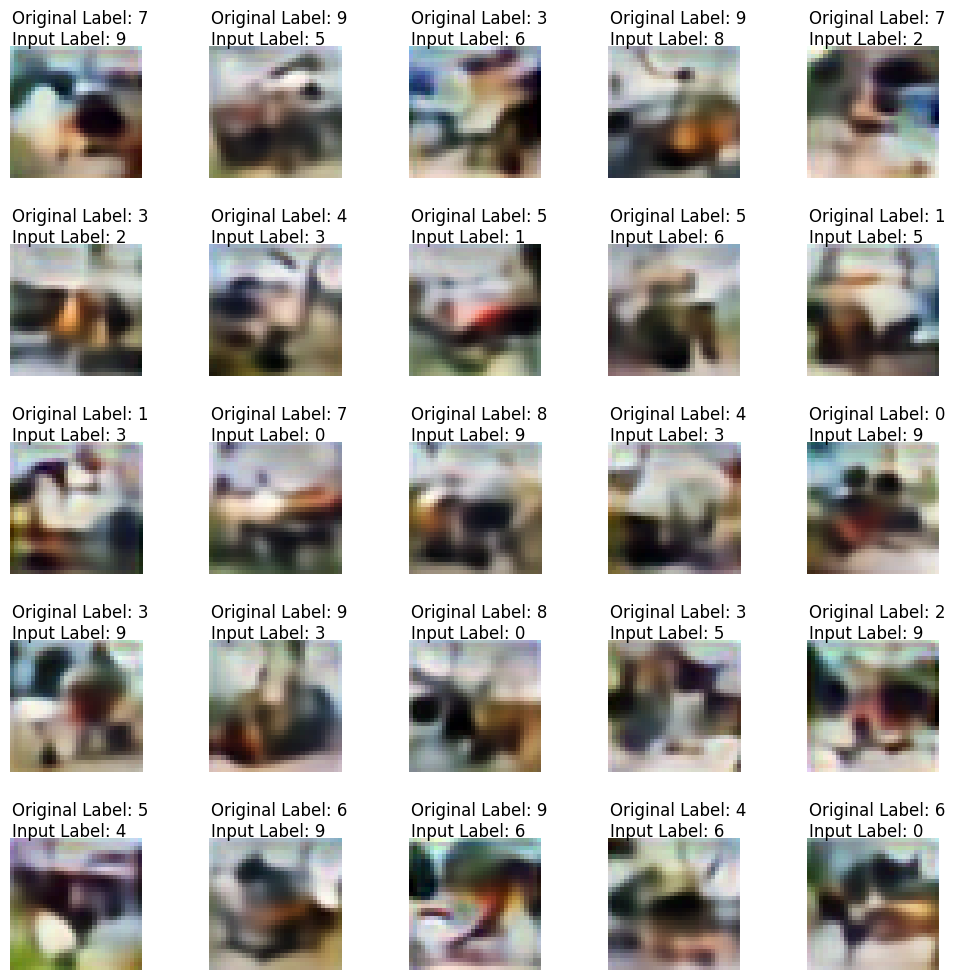 Original Label: 7
Input Label: 9
Original Label: 9
Input Label: 5
Original Label: 3
Input Label: 6
Original Label: 9
Input Label: 8
Original Label: 7
Input Label: 2
Original Label: 3
Input Label: 2
Original Label: 4
Input Label: 3
Original Label: 5
Input Label: 1
Original Label: 5
Input Label: 6
Original Label: 1
Input Label: 5
Original Label: 1
Input Label: 3
Original Label: 7
Input Label: 0
Original Label: 8
Input Label: 9
Original Label: 4
Input Label: 3
Original Label: 0
Input Label: 9
Original Label: 3
Input Label: 9
Original Label: 9
Input Label: 3
Original Label: 8
Input Label: 0
Original Label: 3
Input Label: 5
Original Label: 2
Input Label: 9
Original Label: 5
Input Label: 4
Original Label: 6
Input Label: 9
Original Label: 9
Input Label: 6
Original Label: 4
Input Label: 6
Original Label: 6
Input Label: 0